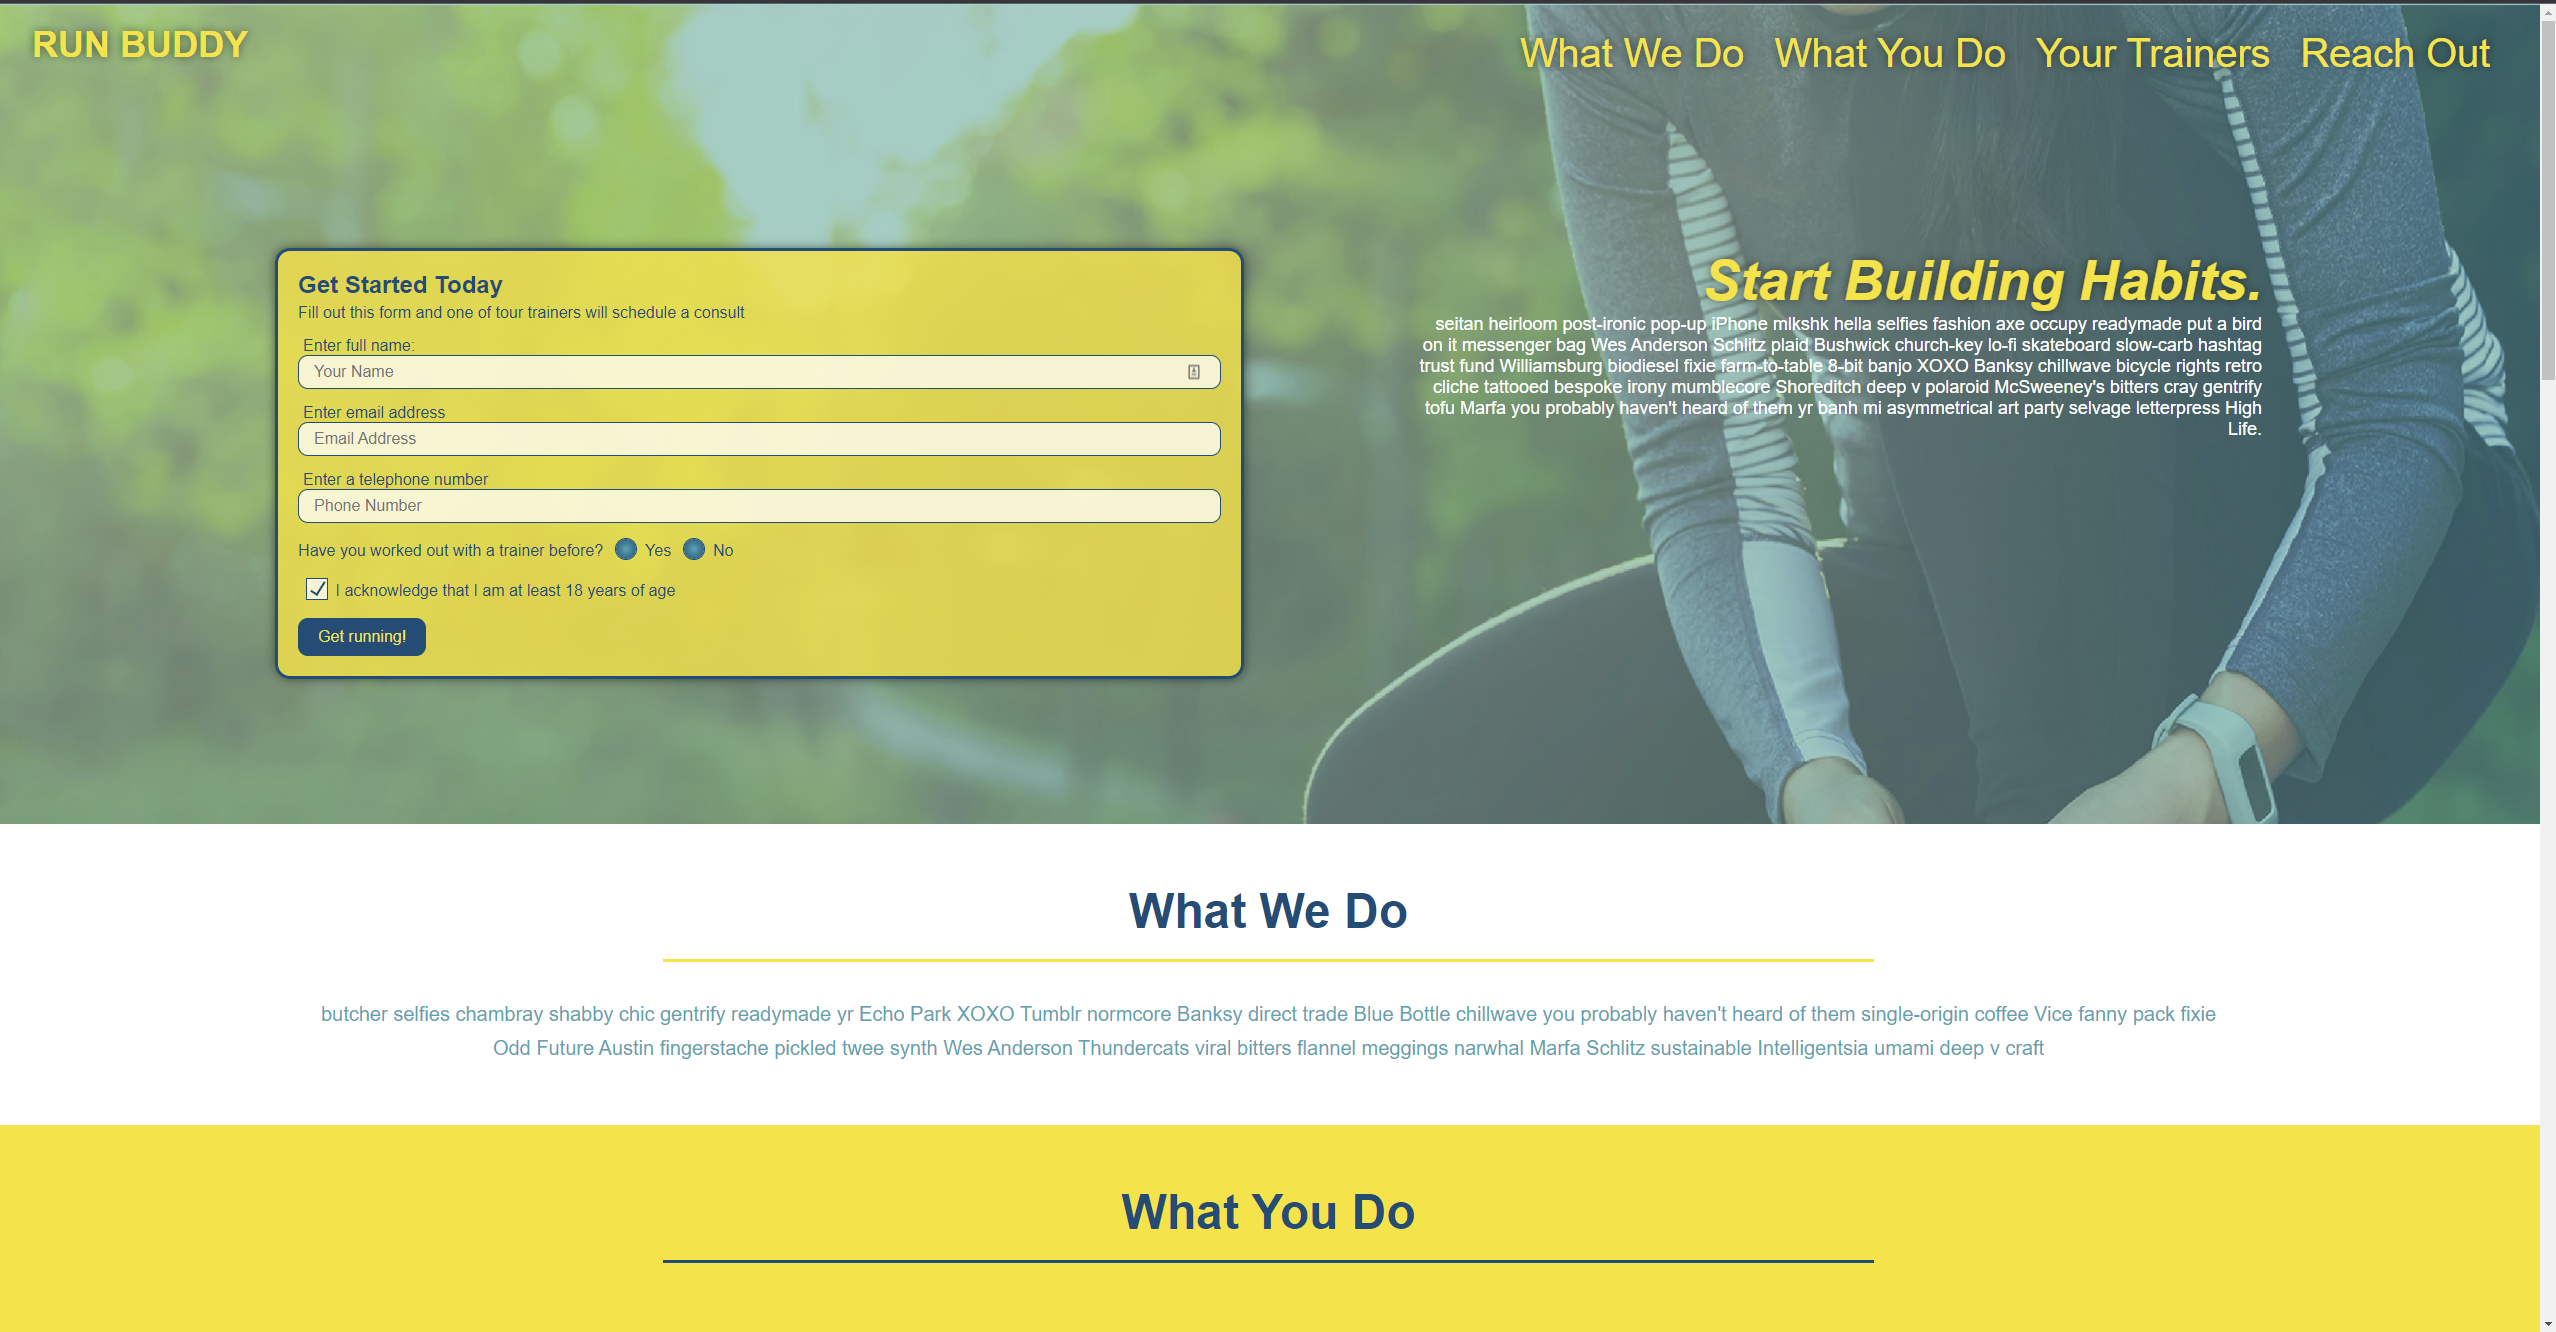 RUN BUDDY
What We Do What You Do Your Trainers Reach Out
Get Started Today
Fill out this form and one of tour trainers will schedule a consult
Enter full name:
Your Name
Enter email address
Email Address
Enter a telephone number
Phone Number
Have you worked out with a trainer before? Yes No
I acknowledge that I am at least 18 years of age
Get running!
Start Building Habits.
seitan heirloom post-ironic pop-up iPhone mlkshk hella selfies fashion axe occupy readymade put a bird
on it messenger bag Wes Anderson Schlitz plaid Bushwick church-key lo-fi skateboard slow-carb hashtag
trust fund Williamsburg biodiesel fixie farm-to-table 8-bit banjo XOXO Banksy chillwave bicycle rights retro
cliche tattooed bespoke irony mumblecore Shoreditch deep v polaroid McSweeney's bitters cray gentrify
tofu Marfa you probably haven't heard of them yr banh mi asymmetrical art party selvage letterpress High
Life.
What We Do
butcher selfies chambray shabby chic gentrify readymade yr Echo Park XOXO Tumblr normcore Banksy direct trade Blue Bottle chillwave you probably haven't heard of them single-origin coffee Vice fanny pack fixie
Odd Future Austin fingerstache pickled twee synth Wes Anderson Thundercats viral bitters flannel meggings narwhal Marfa Schlitz sustainable Intelligentsia umami deep v craft
What You Do